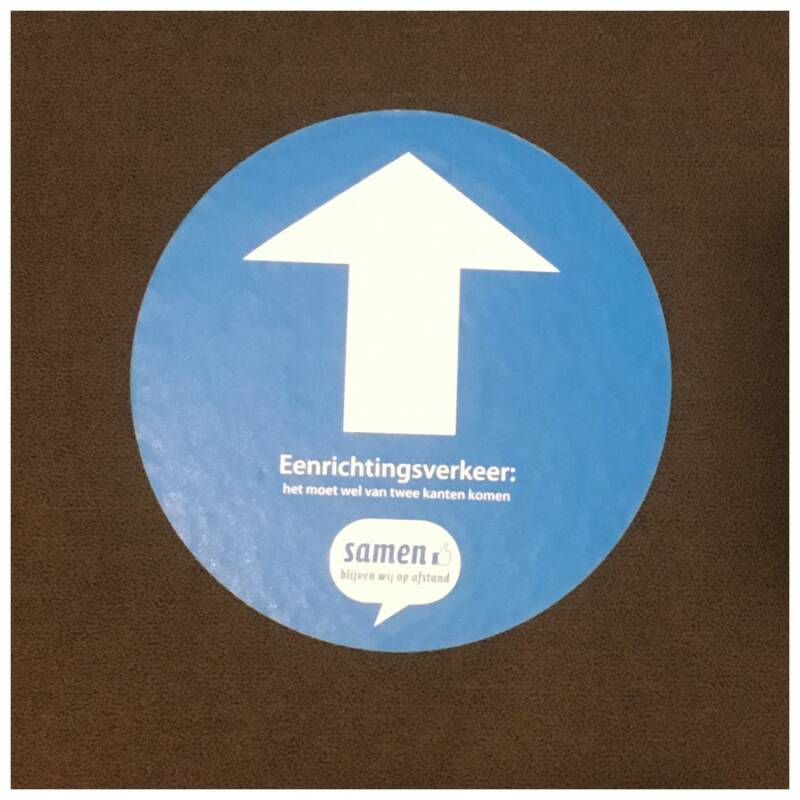 Eenrichtingsverkeer:
het moet wel van twee kanten komen
samen
blijven wij op afstand